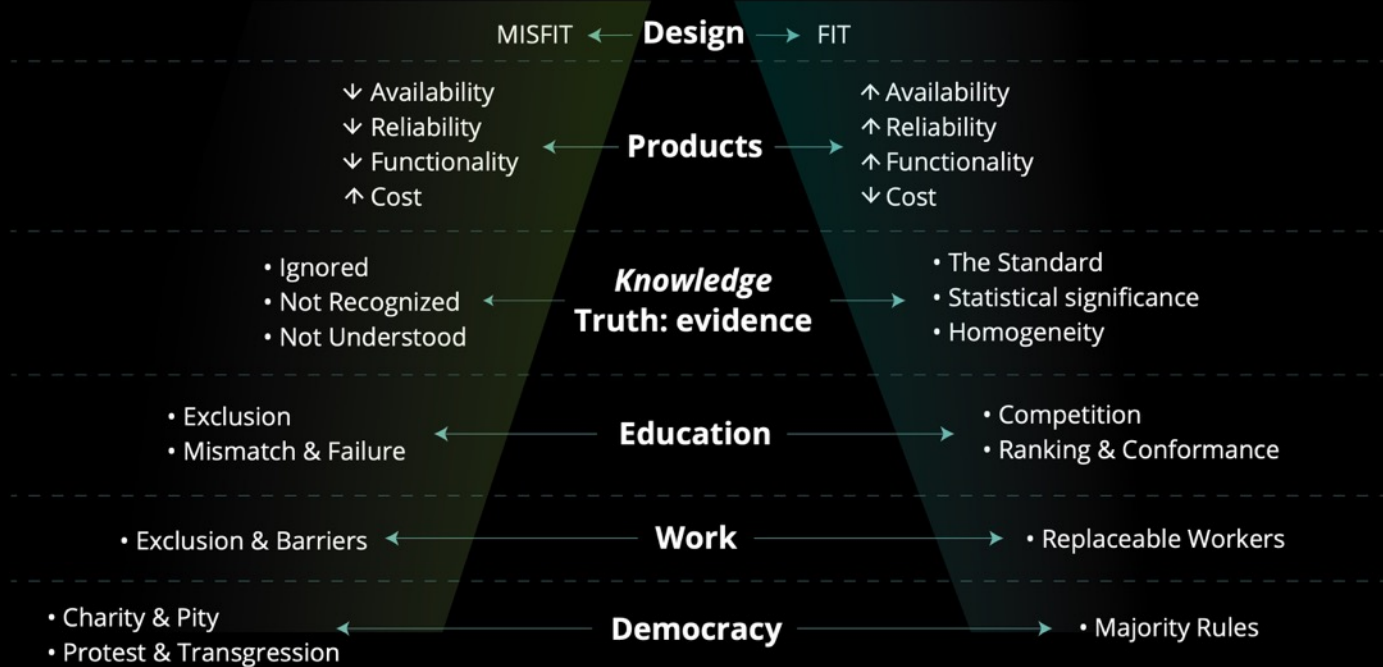 MISFIT ← Design → FIT
↓ Availability
↓ Reliability
↓ Functionality
↑ Cost
Products
↑ Availability
↑ Reliability
↑ Functionality
↓ Cost
• Ignored
• Not Recognized
• Not Understood
Knowledge
Truth: evidence
• The Standard
• Statistical significance
• Homogeneity
• Exclusion
• Mismatch & Failure
Education
• Competition
• Ranking & Conformance
• Exclusion & Barriers
Work
• Replaceable Workers
• Charity & Pity
• Protest & Transgression
Democracy
• Majority Rules